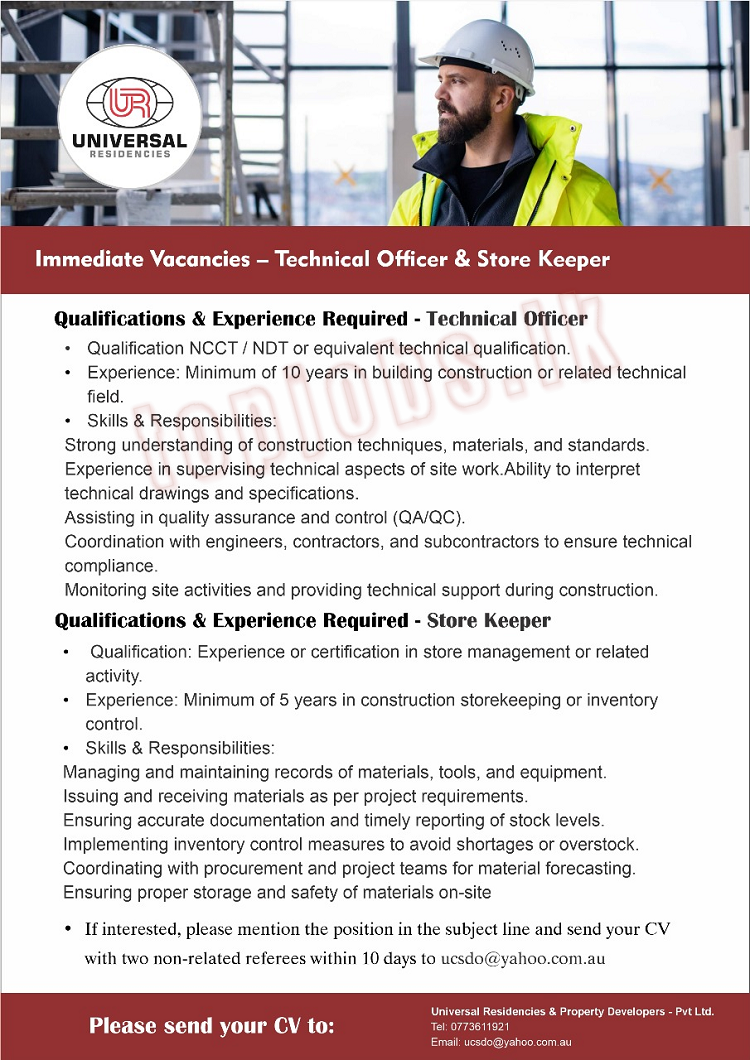 UR
UNIVERSAL
RESIDENCIES
Immediate Vacancies – Technical Officer & Store Keeper
Qualifications & Experience Required - Technical Officer
• Qualification NCCT / NDT or equivalent technical qualification.
• Experience: Minimum of 10 years in building construction or related technical
field.
• Skills & Responsibilities:
Strong understanding of construction techniques, materials, and standards.
Experience in supervising technical aspects of site work.Ability to interpret
technical drawings and specifications.
Assisting in quality assurance and control (QA/QC).
Coordination with engineers, contractors, and subcontractors to ensure technical
compliance.
Monitoring site activities and providing technical support during construction.
topjobs.lk
Qualifications & Experience Required - Store Keeper
• Qualification: Experience or certification in store management or related
activity.
• Experience: Minimum of 5 years in construction storekeeping or inventory
control.
• Skills & Responsibilities:
Managing and maintaining records of materials, tools, and equipment.
Issuing and receiving materials as per project requirements.
Ensuring accurate documentation and timely reporting of stock levels.
Implementing inventory control measures to avoid shortages or overstock.
Coordinating with procurement and project teams for material forecasting.
Ensuring proper storage and safety of materials on-site
• If interested, please mention the position in the subject line and send your CV
with two non-related referees within 10 days to ucsdo@yahoo.com.au
Please send your CV to:
Universal Residencies & Property Developers - Pvt Ltd.
Tel: 0773611921
Email: ucsdo@yahoo.com.au